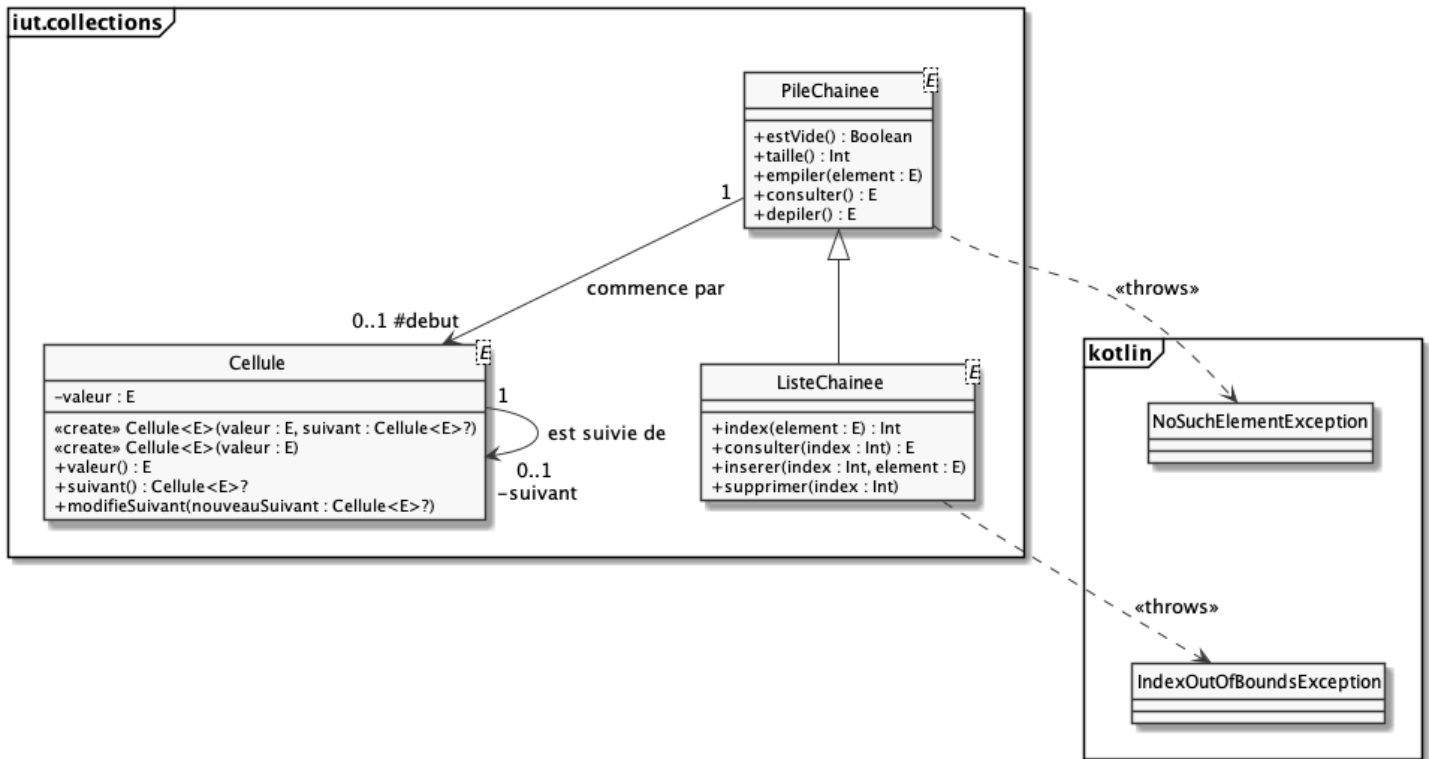 iut.collections
PileChainee
E
+estVide() : Boolean
+taille() : Int
+empiler(element : E)
+consulter() : E
+depiler() : E
1
commence par
«throws»
0..1 #debut
Cellule
E
-valeur : E
«create» Cellule<E>(valeur : E, suivant : Cellule<E>?)
«create» Cellule<E>(valeur : E)
+valeur() : E
+suivant() : Cellule<E>?
+modifieSuivant(nouveauSuivant : Cellule<E>?)
1
est suivie de
0..1
-suivant
ListeChainee
E
+index(element : E) : Int
+consulter(index : Int) : E
+inserer(index : Int, element : E)
+supprimer(index : Int)
kotlin
NoSuchElementException
«throws»
IndexOutOfBoundsException